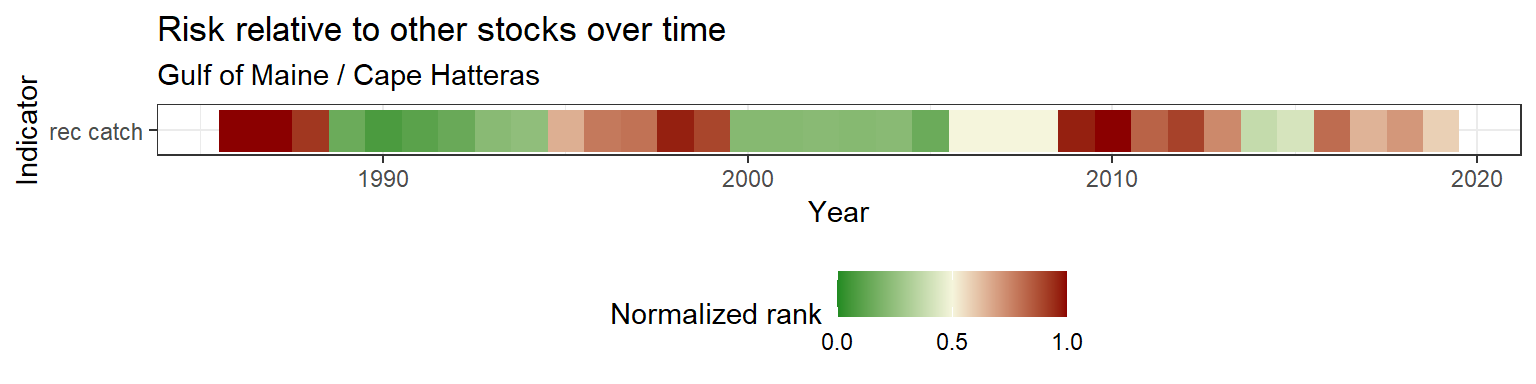 Risk relative to other stocks over time
Gulf of Maine / Cape Hatteras
Indicator
rec catch
1990 2000 2010 2020
Year
Normalized rank
0.0 0.5 1.0